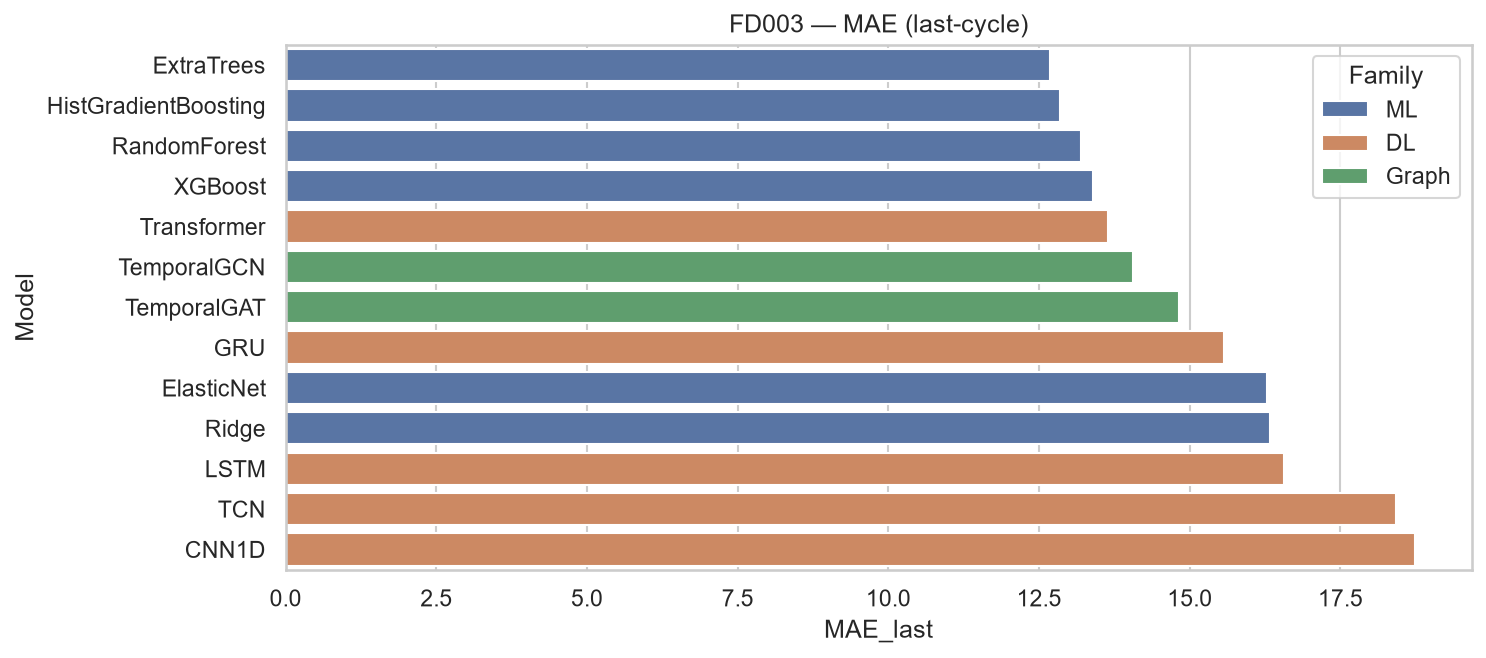 FD003 — MAE (last-cycle)
Family
ML
DL
Graph
Model
ExtraTrees
HistGradientBoosting
RandomForest
XGBoost
Transformer
TemporalGCN
TemporalGAT
GRU
ElasticNet
Ridge
LSTM
TCN
CNN1D
0.0 2.5 5.0 7.5 10.0 12.5 15.0 17.5
MAE_last